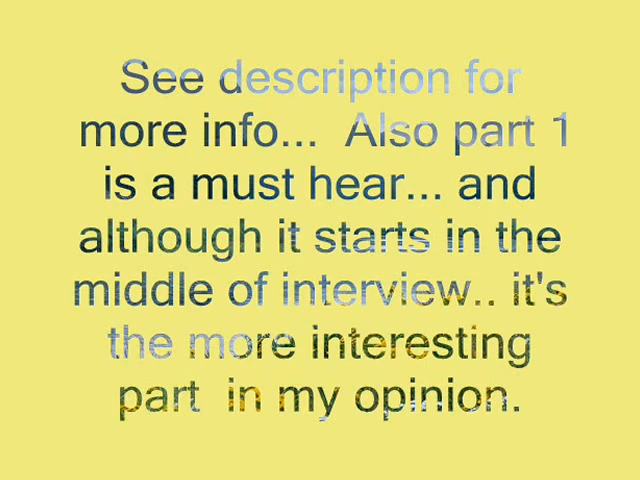 See description for
more info...  Also part 1
is a must hear... and
although it starts in the
middle of interview.. it's
the more interesting
part  in my opinion.